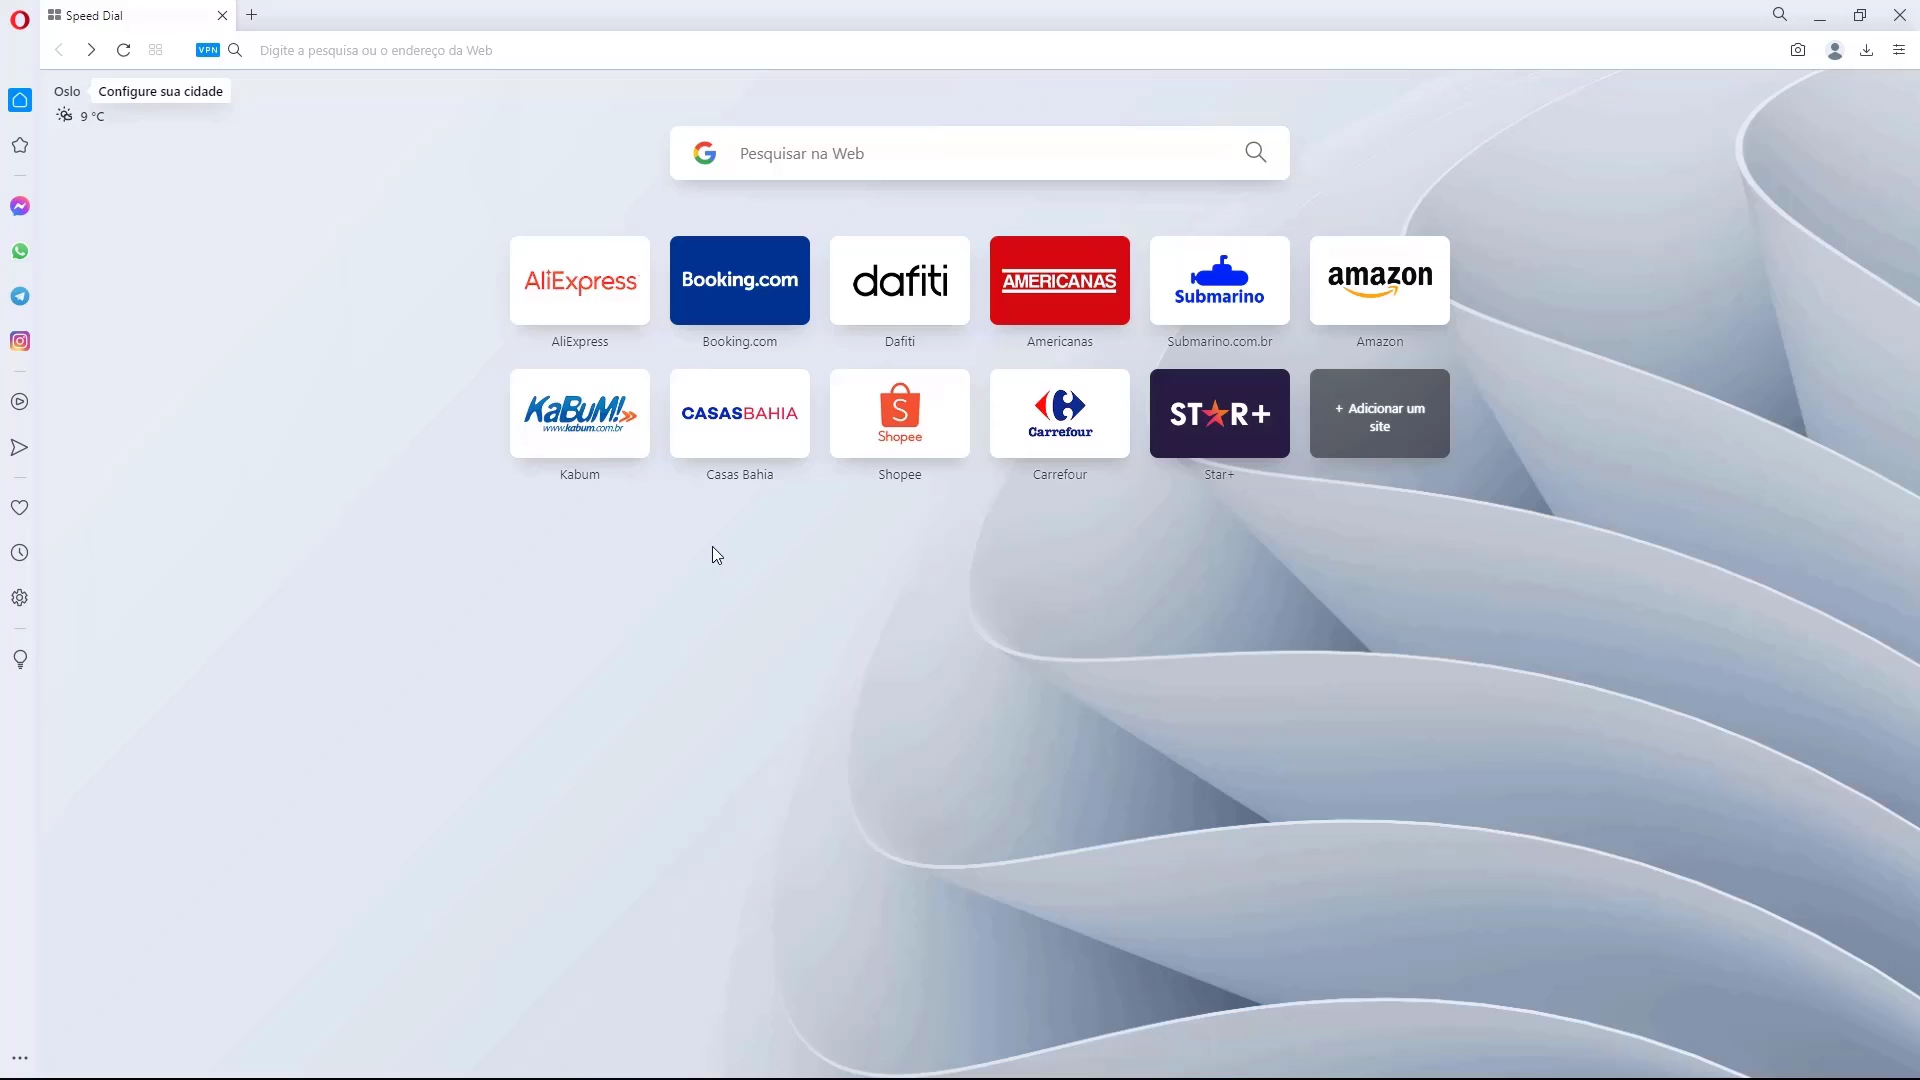 Speed Dial
VPN
Digite a pesquisa ou o endereço da Web
Oslo
Configure sua cidade
9 °C
Pesquisar na Web
AliExpress
Booking.com
dafiti
AMERICANAS
Submarino
amazon
AliExpress
Booking.com
Dafiti
Americanas
Submarino.com.br
Amazon
KaBuM!
www.kabum.com.br
CASASBAHIA
S
Shopee
Carrefour
ST★R+
+ Adicionar um
site
Kabum
Casas Bahia
Shopee
Carrefour
Star+